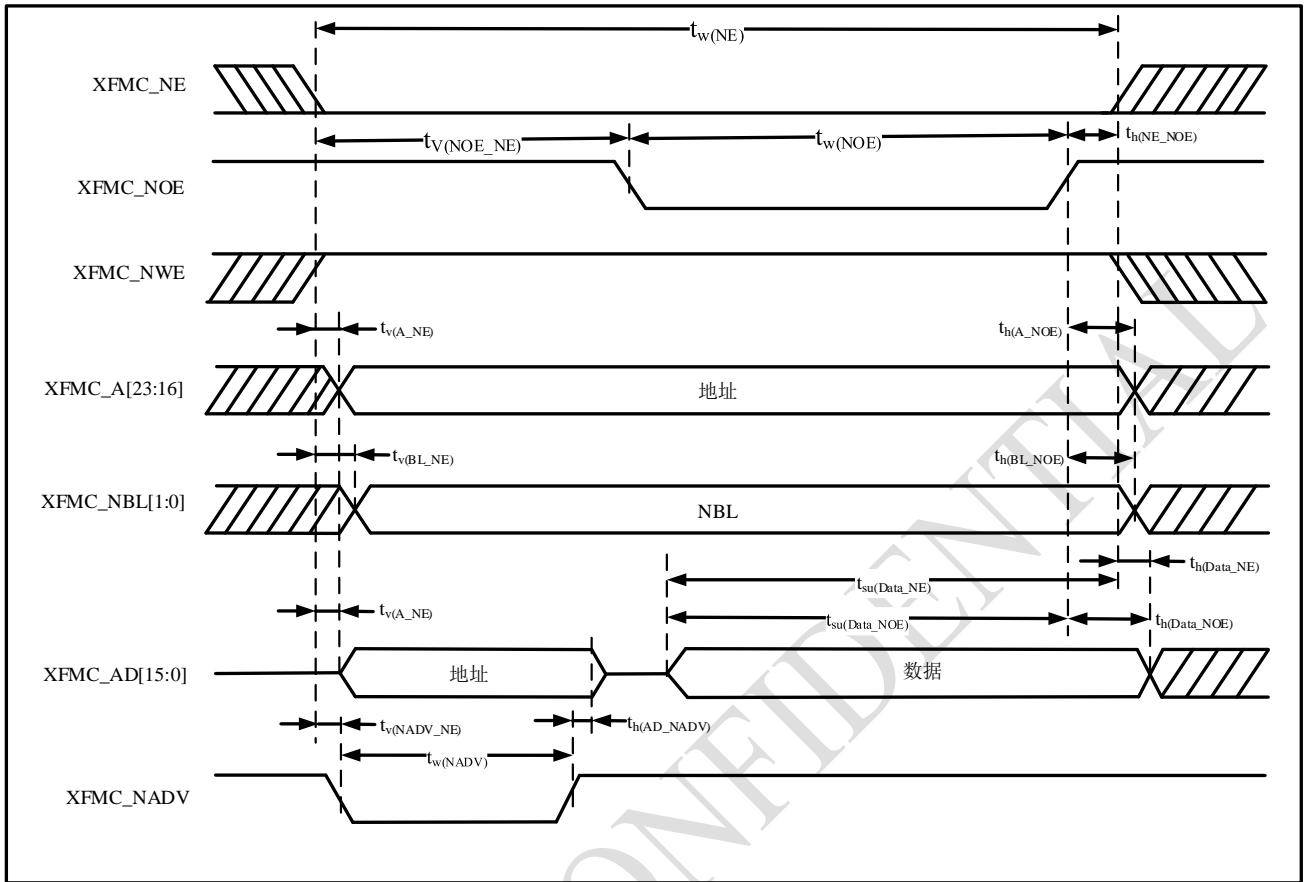 tw(NE)
XFMC_NE
tV(NOE_NE)
tw(NOE)
th(NE_NOE)
XFMC_NOE
XFMC_NWE
tv(A_NE)
th(A_NOE)
XFMC_A[23:16]
地址
tv(BL_NE)
th(BL_NOE)
XFMC_NBL[1:0]
NBL
th(Data_NE)
tsu(Data_NE)
tv(A_NE)
tsu(Data_NOE)
th(Data_NOE)
XFMC_AD[15:0]
地址
数据
tv(NADV_NE)
th(AD_NADV)
tw(NADV)
XFMC_NADV
ONFIDENTIAL